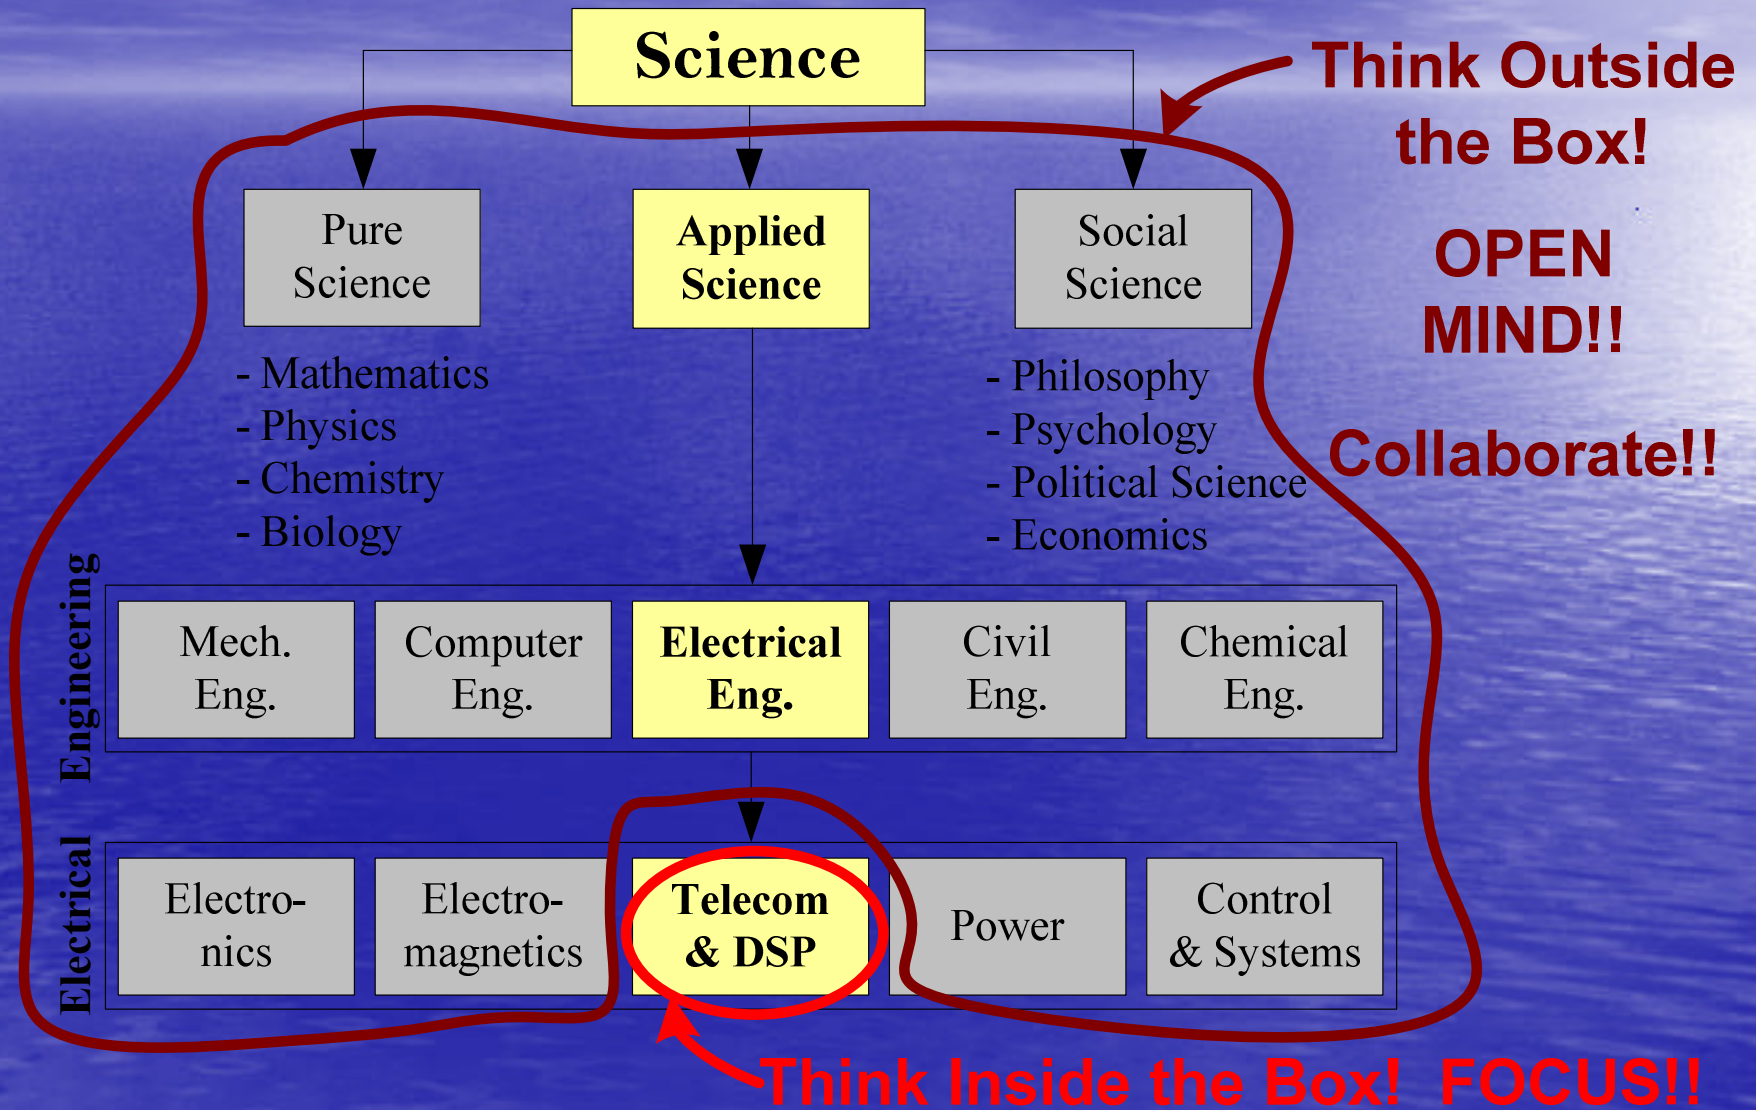 Science
Think Outside
the Box!
OPEN
MIND!!
Collaborate!!
Pure
Science
Applied
Science
Social
Science
- Mathematics
- Physics
- Chemistry
- Biology
- Philosophy
- Psychology
- Political Science
- Economics
Engineering
Mech.
Eng.
Computer
Eng.
Electrical
Eng.
Civil
Eng.
Chemical
Eng.
Electrical
Electro-
nics
Electro-
magnetics
Telecom
& DSP
Power
Control
& Systems
Think Inside the Box! FOCUS!!